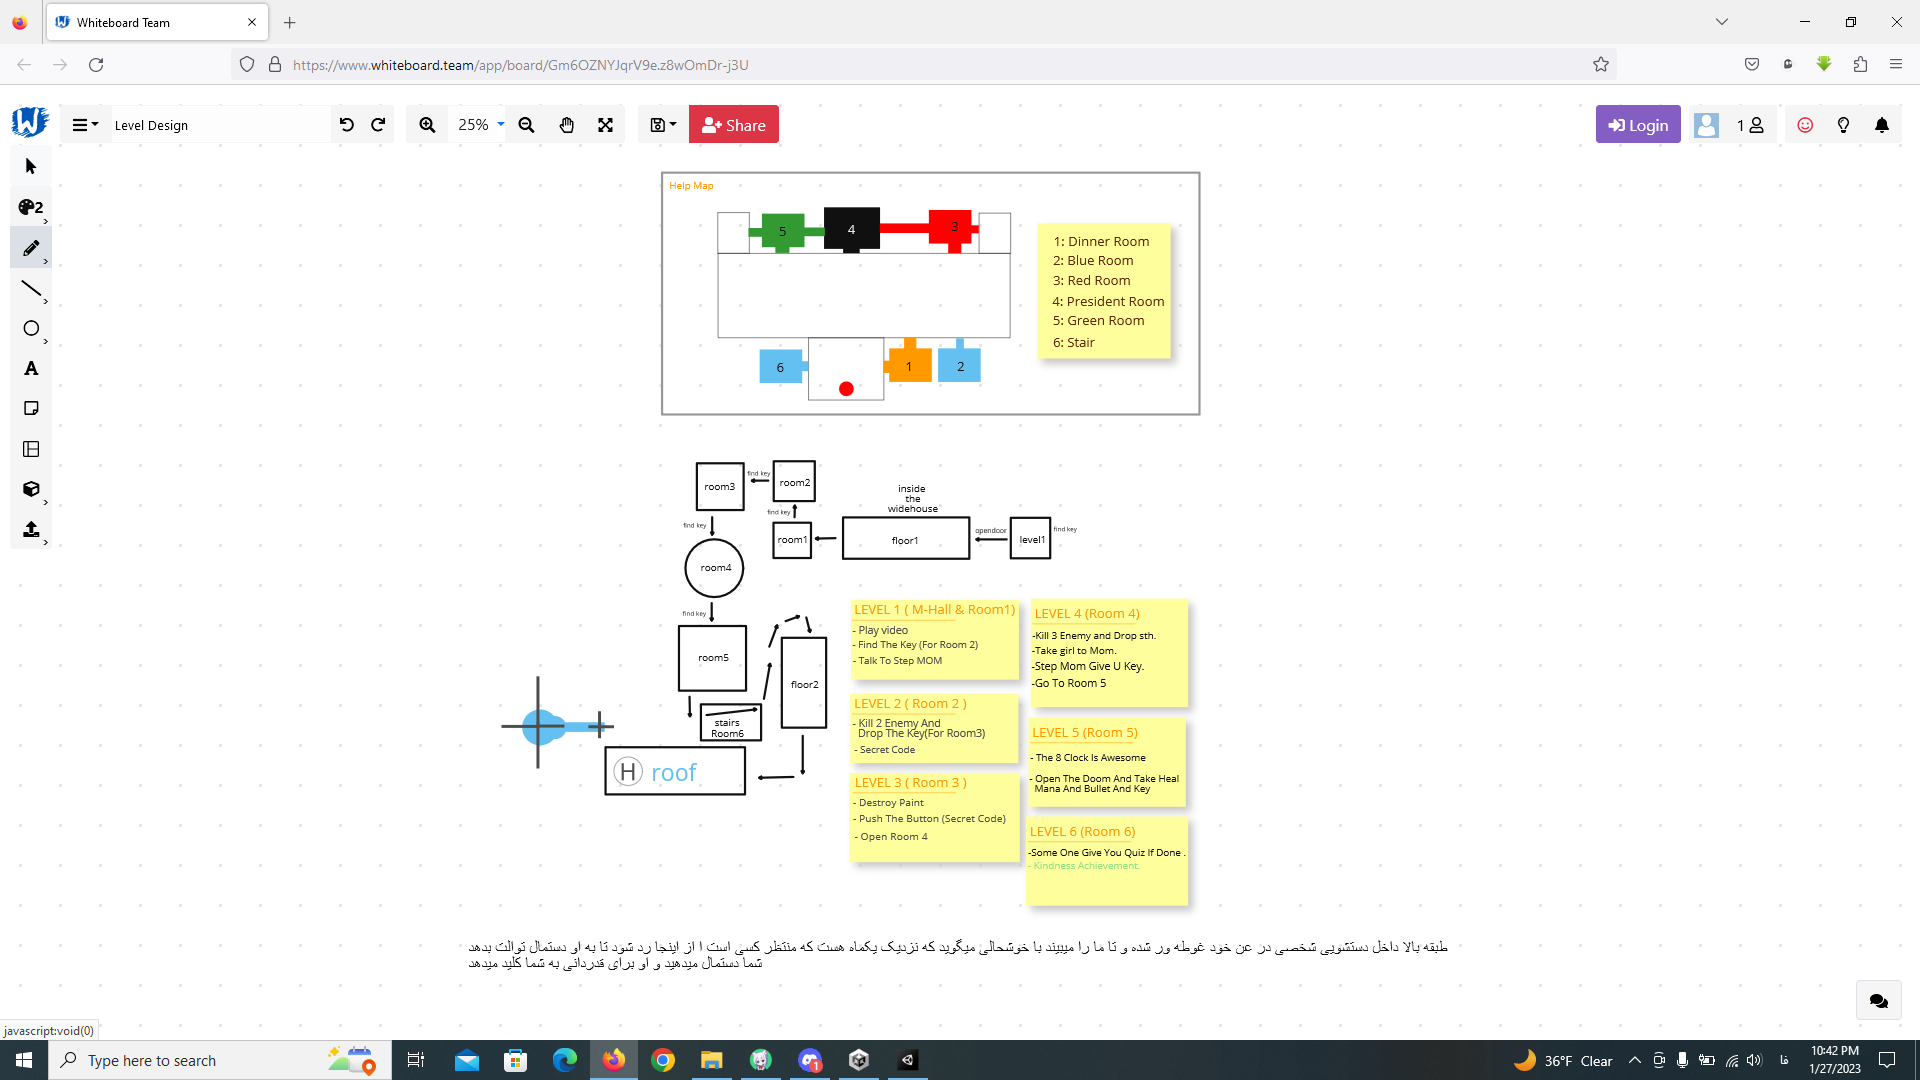 Whiteboard Team
https://www.whiteboard.team/app/board/Gm6OZNYJqrV9e.z8wOmDr-j3U
Level Design
25%
Share
Login
1
2
A
Help Map
5
4
3
6
1
2
1: Dinner Room
2: Blue Room
3: Red Room
4: President Room
5: Green Room
6: Stair
room3
find key
room2
find key
room1
inside
the
widehouse
floor1
opendoor
level1
find key
find key
room4
find key
room5
floor2
stairs
Room6
H roof
LEVEL 1 ( M-Hall & Room1)
- Play video
- Find The Key (For Room 2)
- Talk To Step MOM
LEVEL 2 ( Room 2 )
- Kill 2 Enemy And
Drop The Key(For Room3)
- Secret Code
LEVEL 3 ( Room 3 )
- Destroy Paint
- Push The Button (Secret Code)
- Open Room 4
LEVEL 4 (Room 4)
-Kill 3 Enemy and Drop sth.
-Take girl to Mom.
-Step Mom Give U Key.
-Go To Room 5
LEVEL 5 (Room 5)
- The 8 Clock Is Awesome
- Open The Doom And Take Heal
Mana And Bullet And Key
LEVEL 6 (Room 6)
-Some One Give You Quiz If Done .
- Kindness Achievement.
طبقه بالا داخل دستشویی شخصی در عن خود غوطه ور شده و تا ما را میبیند با خوشحالی میگوید که نزدیک یکماه هست که منتظر کسی است ا از اینجا رد شود تا به او دستمال توالت بدهد
شما دستمال میدهید و او برای قدردانی به شما کلید میدهد
javascript:void(0)
Type here to search
1
36°F Clear
فا
10:42 PM
1/27/2023